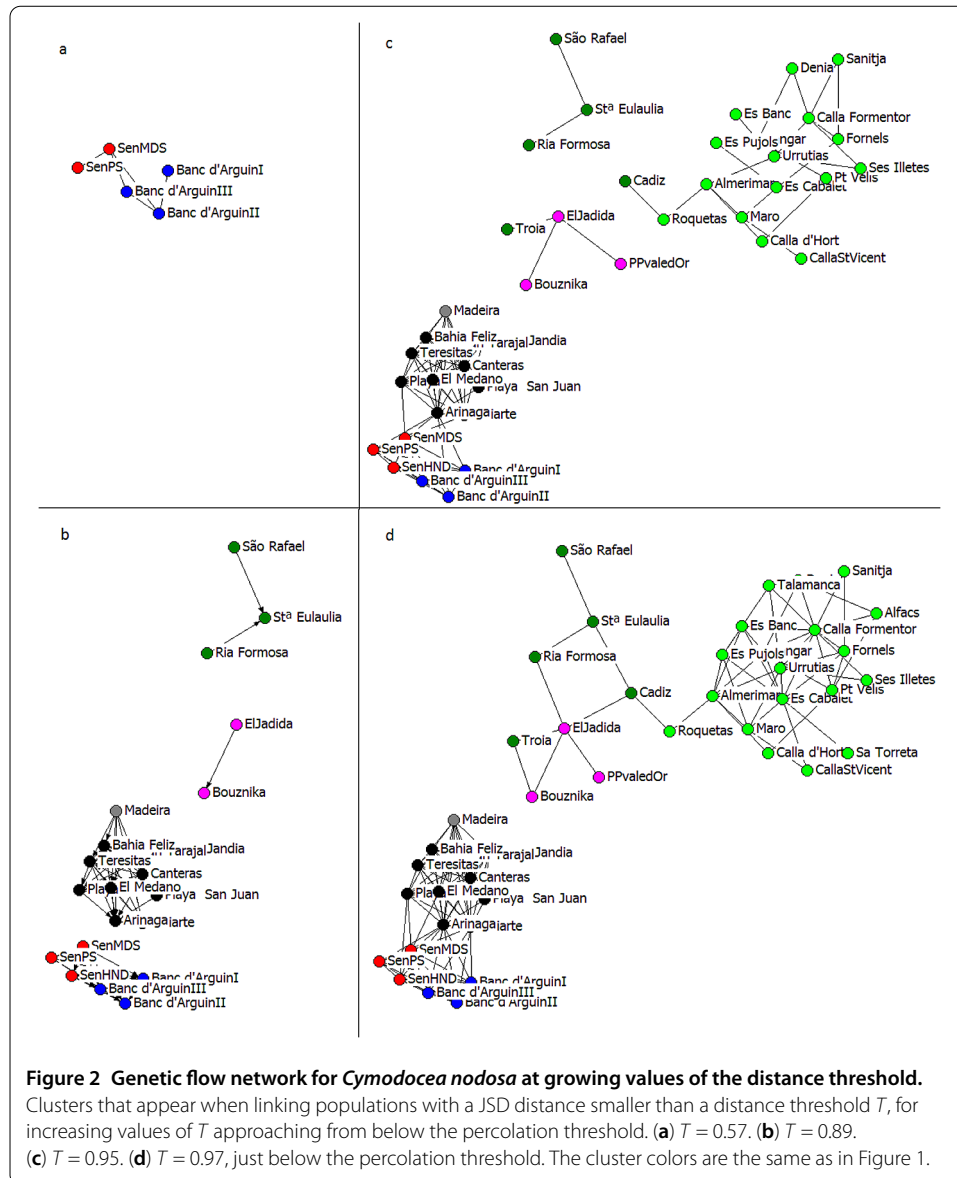 a
SenMDS
SenPS
Banc d'ArguinI
Banc d'ArguinIII
Banc d'ArguinII
c
São Rafael
Stª Eulaulia
Ria Formosa
Cadiz
Troia
ElJadida
PPvaledOr
Bouznika
Roquetas
Denia
Sanitja
Es Banc
Calla Formentor
Es Pujols
ngar
Fornels
Urrutias
Ses Illetes
Pt Velis
Almerimar
Es Cabalet
Maro
Calla d'Hort
CallaStVicent
Madeira
Bahia Feliz
Jandia
Teresitas
Canteras
El Medano
San Juan
Arinaga
iarte
SenMDS
SenPS
SenHND
Banc d'ArguinI
Banc d'ArguinIII
Banc d'ArguinII
b
São Rafael
Stª Eulaulia
Ria Formosa
ElJadida
Bouznika
Madeira
Bahia Feliz
Jandia
Teresitas
Canteras
El Medano
San Juan
Arinaga
iarte
SenMDS
SenPS
SenHND
Banc d'ArguinI
Banc d'ArguinIII
Banc d'ArguinII
d
São Rafael
Stª Eulaulia
Ria Formosa
Cadiz
Troia
ElJadida
PPvaledOr
Bouznika
Roquetas
Talamanca
Sanitja
Alfacs
Es Banc
Calla Formentor
Es Pujols
ngar
Fornels
Urrutias
Ses Illetes
Pt Velis
Almerimar
Es Cabalet
Maro
Calla d'Hort
Sa Torreta
CallaStVicent
Madeira
Bahia Feliz
Jandia
Teresitas
Canteras
El Medano
San Juan
Arinaga
iarte
SenMDS
SenPS
SenHND
Banc d'ArguinI
Banc d'ArguinIII
Banc d'ArguinII
Figure 2 Genetic flow network for Cymodocea nodosa at growing values of the distance threshold.
Clusters that appear when linking populations with a JSD distance smaller than a distance threshold T, for
increasing values of T approaching from below the percolation threshold. (a) T = 0.57. (b) T = 0.89.
(c) T = 0.95. (d) T = 0.97, just below the percolation threshold. The cluster colors are the same as in Figure 1.